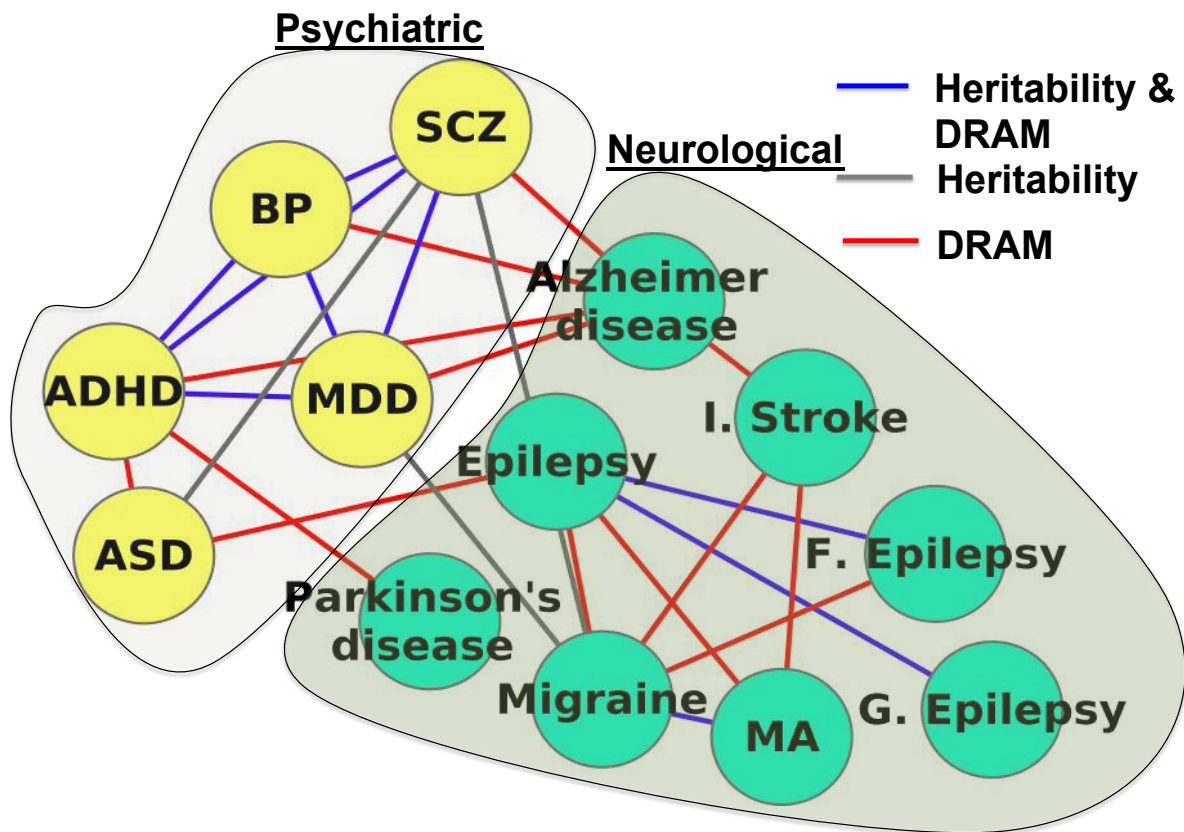 Psychiatric
SCZ
BP
ADHD
MDD
ASD
Heritability &
DRAM
Heritability
DRAM
Neurological
Alzheimer
disease
I. Stroke
Epilepsy
F. Epilepsy
Parkinson's
disease
Migraine
MA
G. Epilepsy